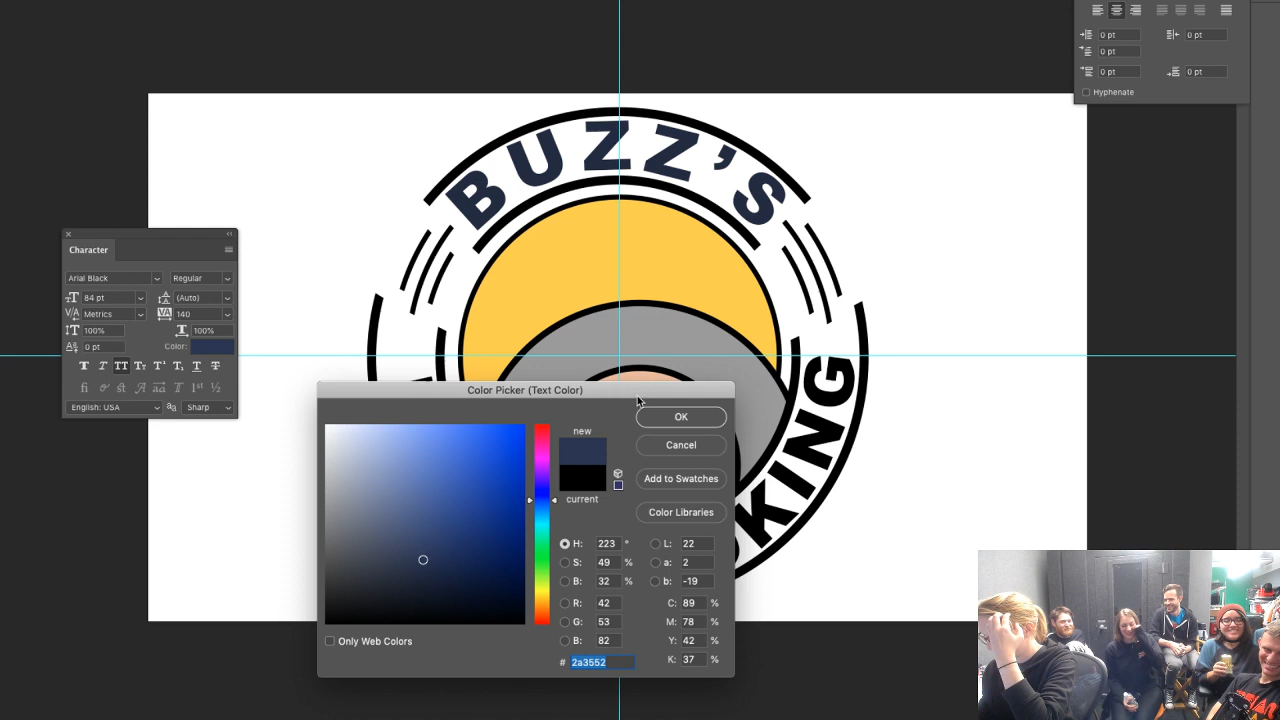 0 pt
0 pt
0 pt
0 pt
0 pt
Hyphenate
BUZZ’S
KING
Character
Arial Black
Regular
84 pt
(Auto)
Metrics
140
100%
100%
0 pt
Color:
English: USA
Sharp
Color Picker (Text Color)
new
current
OK
Cancel
Add to Swatches
Color Libraries
H: 223 °
L: 22
S: 49 %
a: 2
B: 32 %
b: -19
R: 42
C: 89 %
G: 53
M: 78 %
B: 82
Y: 42 %
# 2a3552
K: 37 %
Only Web Colors